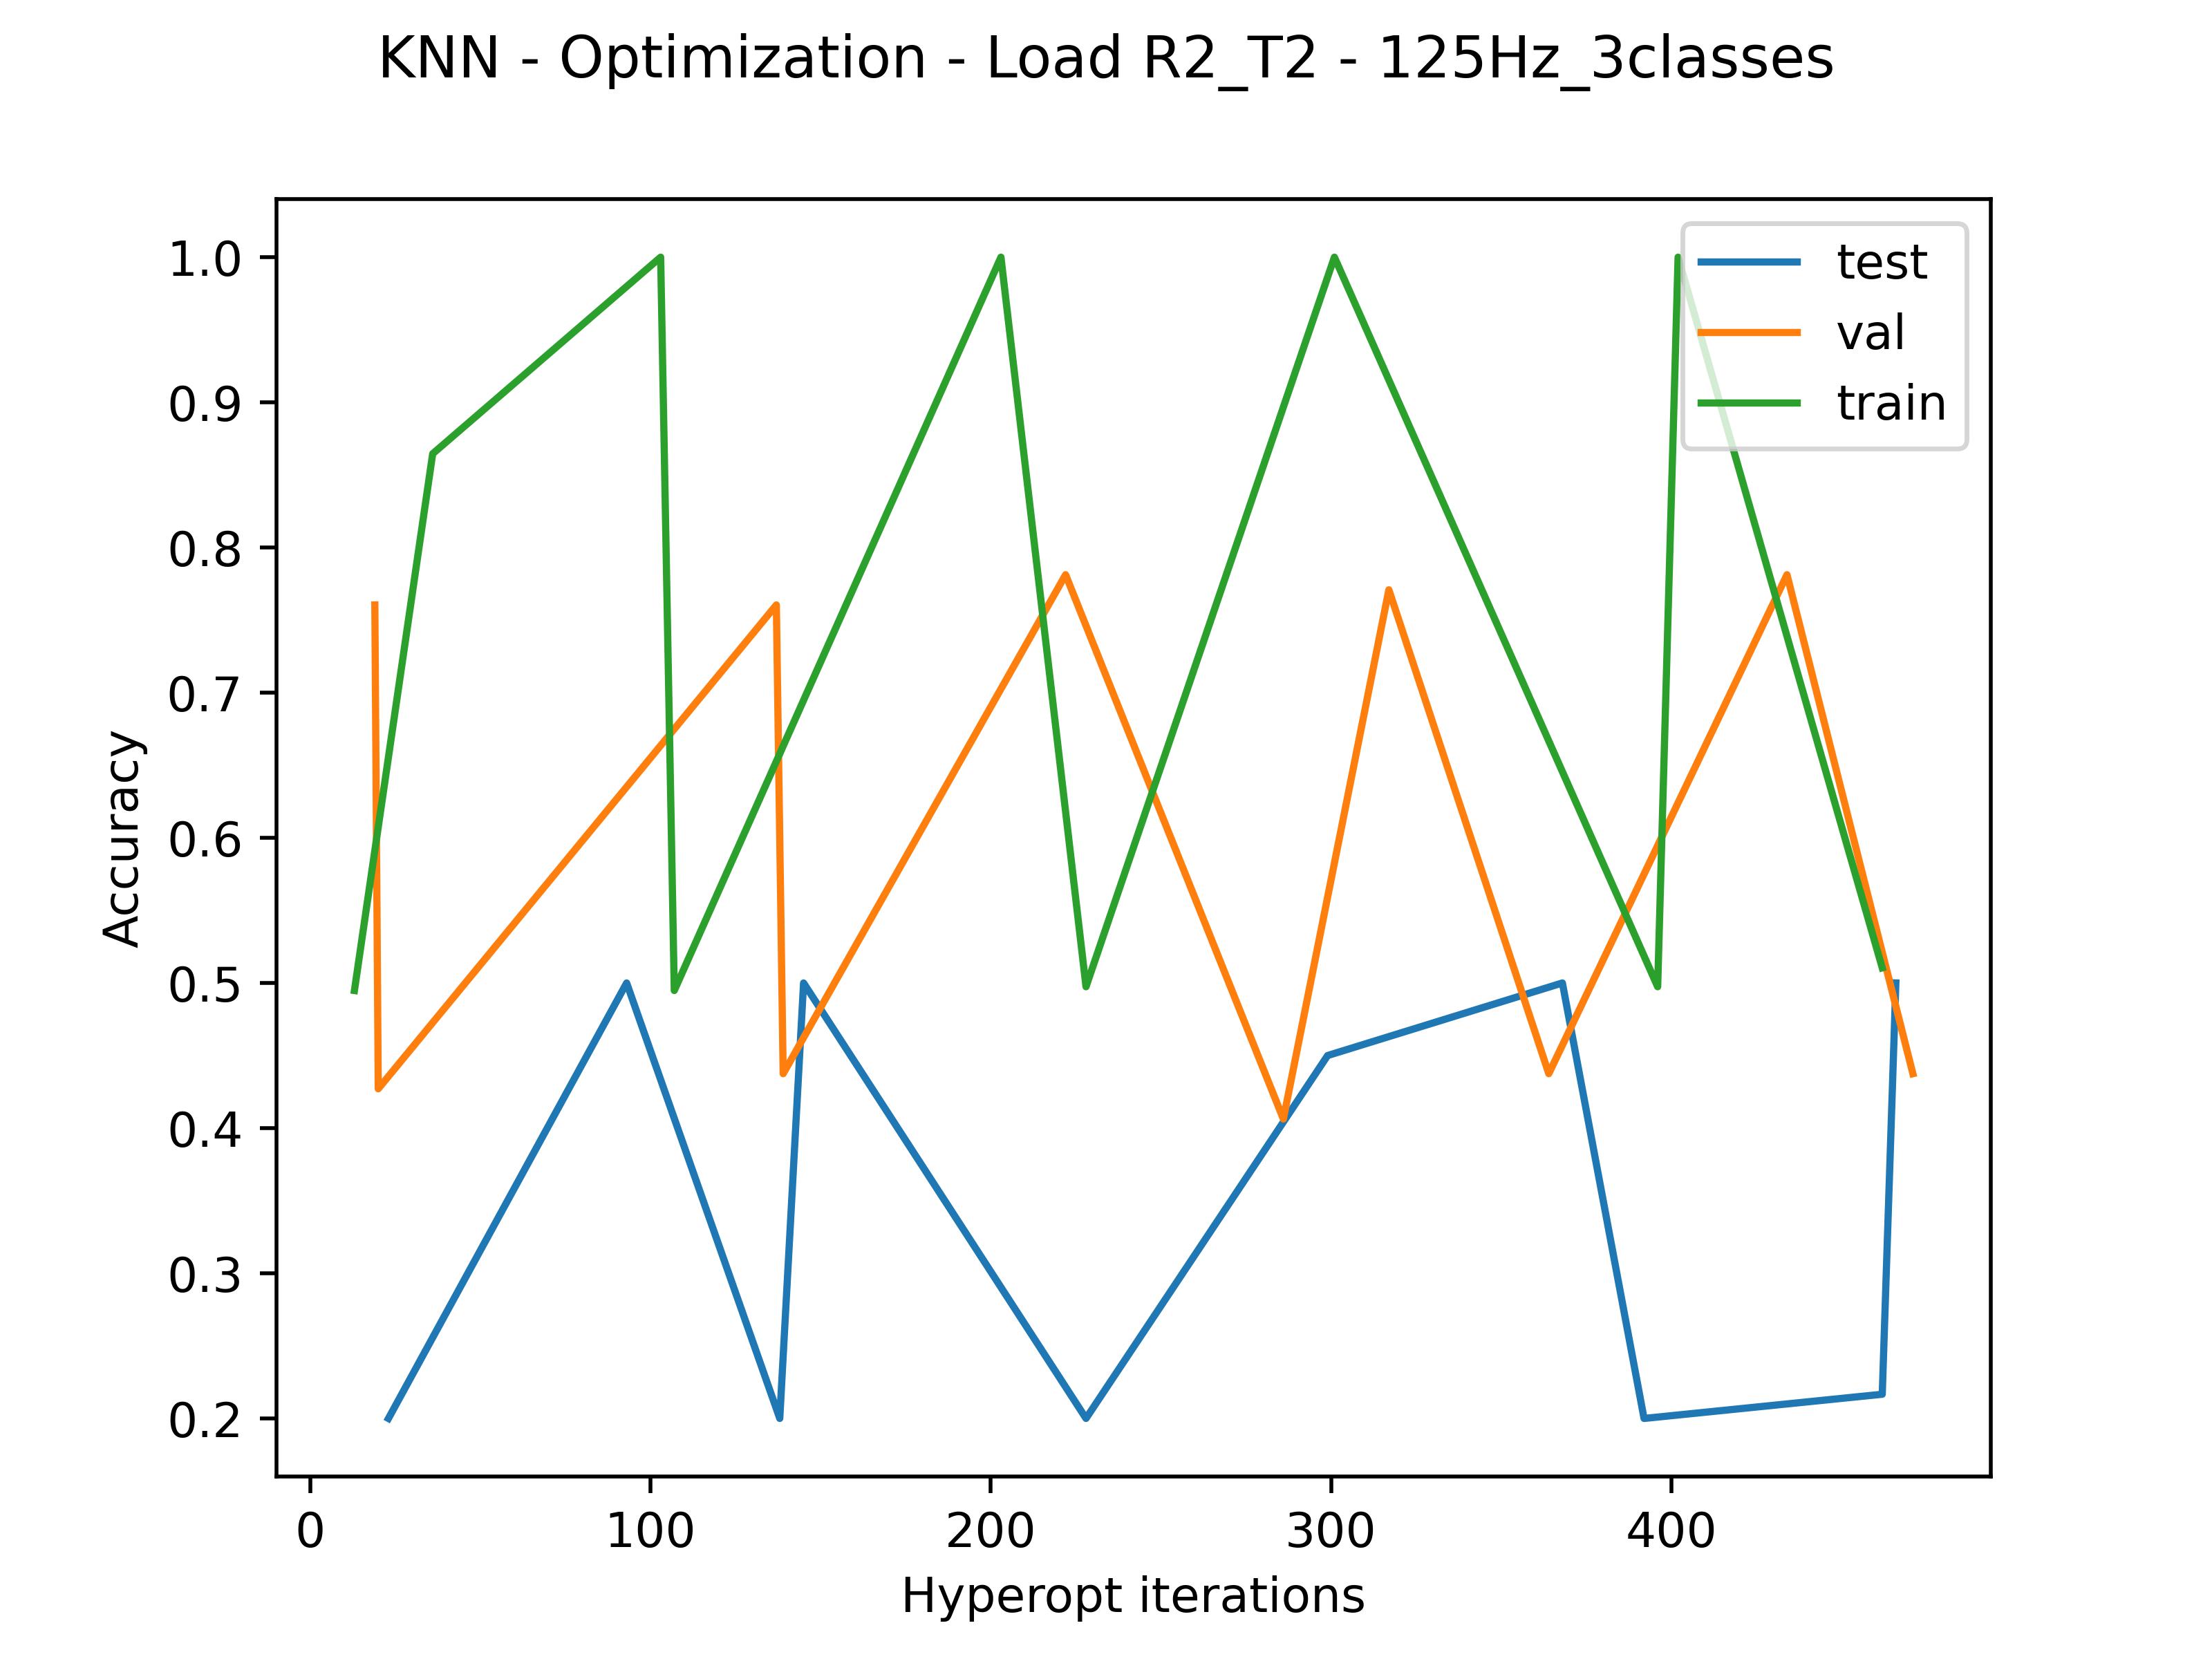 KNN - Optimization - Load R2_T2 - 125Hz_3classes
1.0
0.9
0.8
0.7
0.6
0.5
0.4
0.3
0.2
Accuracy
test
val
train
0 100 200 300 400
Hyperopt iterations